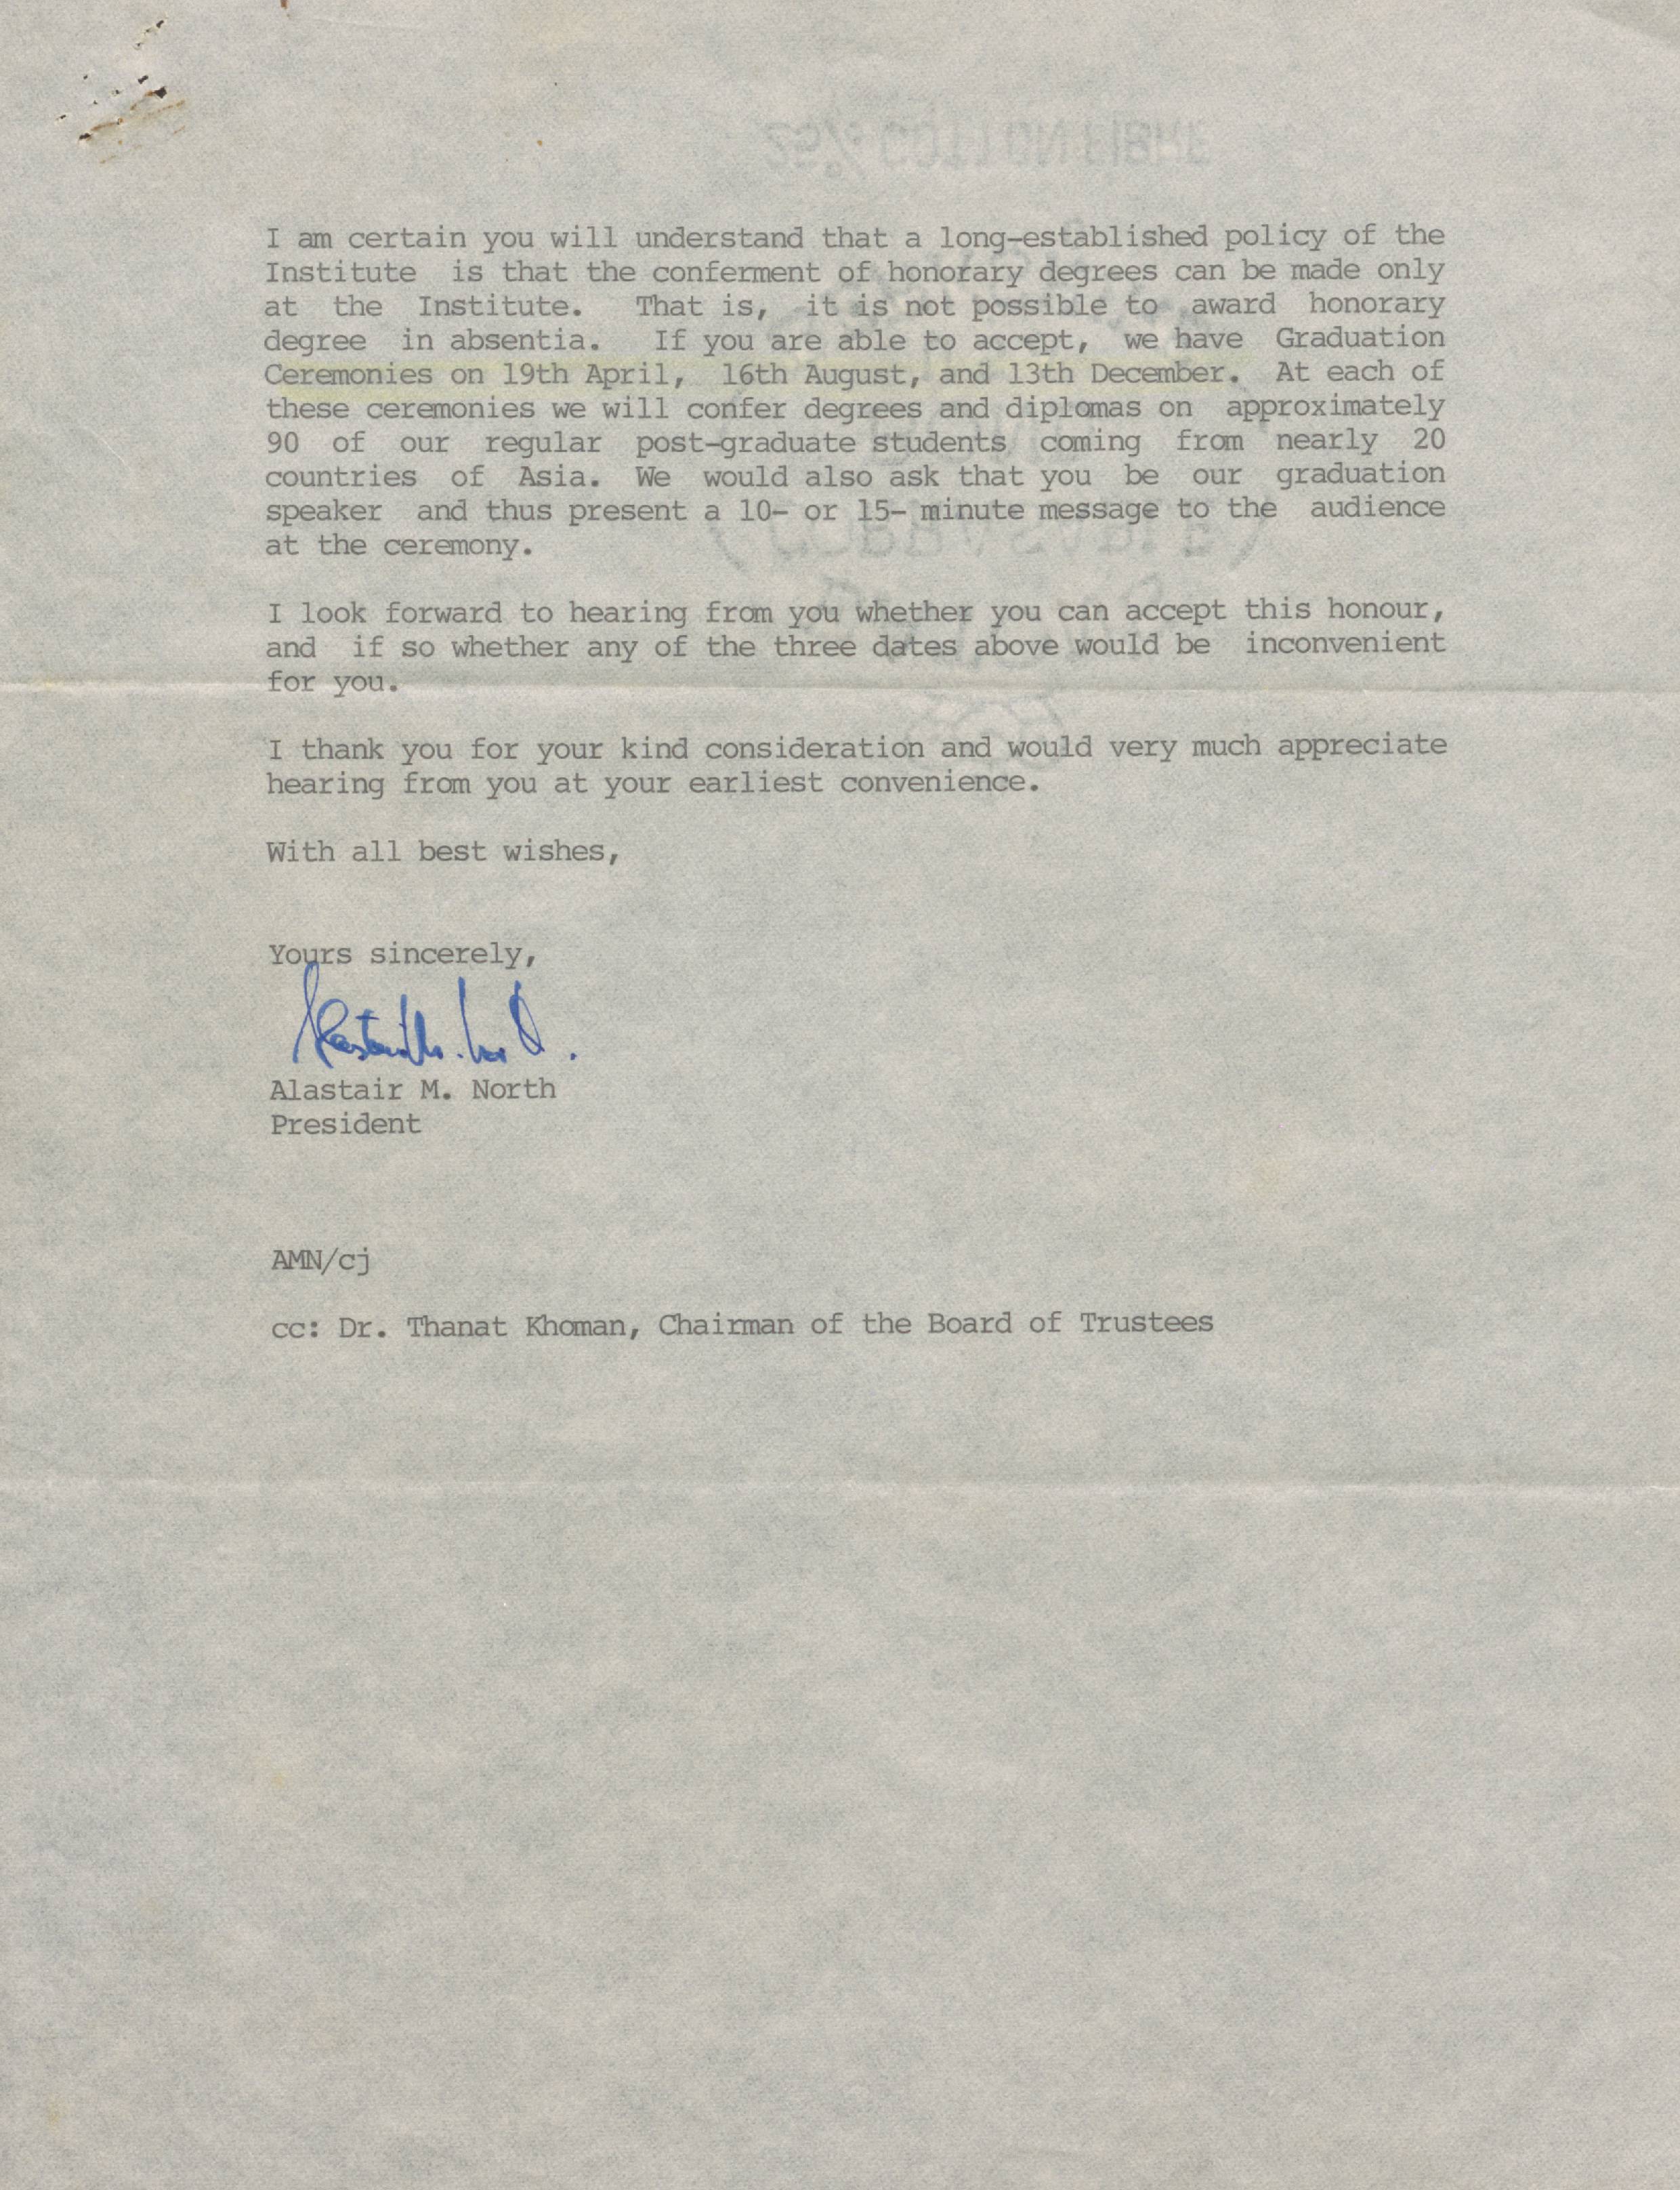 25% COTTON FIBRE
I am certain you will understand that a long-established policy of the
Institute is that the conferment of honorary degrees can be made only
at the Institute. That is, it is not possible to award honorary
degree in absentia. If you are able to accept, we have Graduation
Ceremonies on 19th April, 16th August, and 13th December. At each of
these ceremonies we will confer degrees and diplomas on approximately
90 of our regular post-graduate students coming from nearly 20
countries of Asia. We would also ask that you be our graduation
speaker and thus present a 10- or 15- minute message to the audience
at the ceremony.
I look forward to hearing from you whether you can accept this honour,
and if so whether any of the three dates above would be inconvenient
for you.
I thank you for your kind consideration and would very much appreciate
hearing from you at your earliest convenience.
With all best wishes,
Yours sincerely,
Alastair M. North
President
AMN/cj
cc: Dr. Thanat Khoman, Chairman of the Board of Trustees